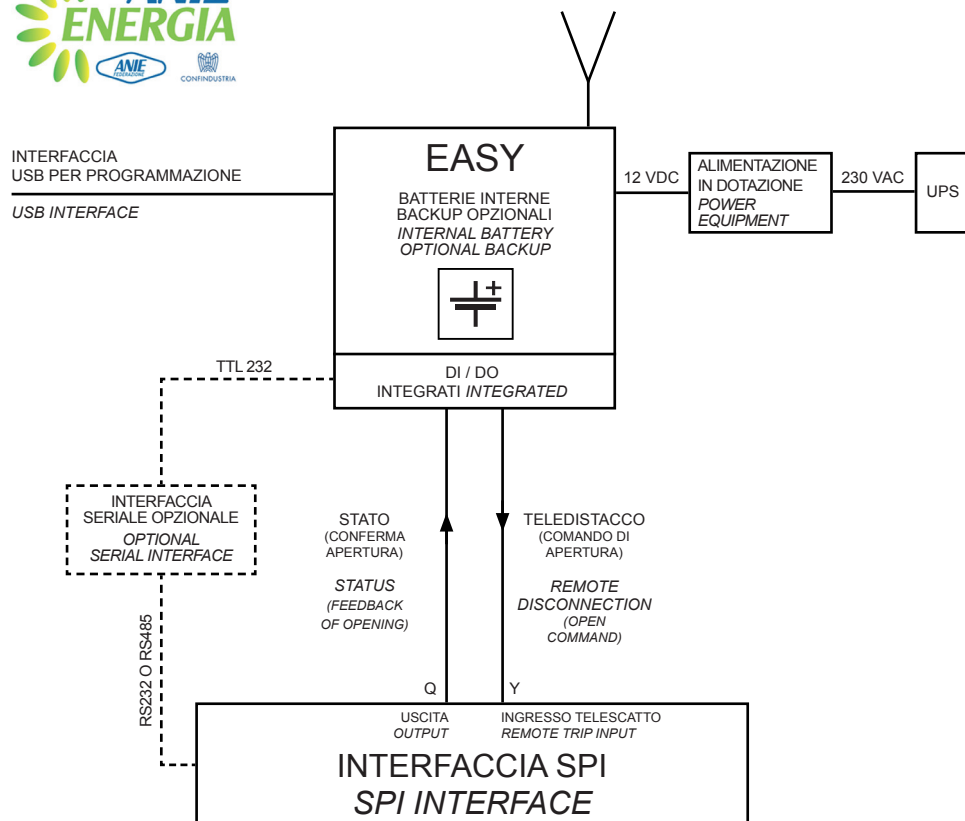 ANIE
ENERGIA
ANIE
FEDERAZIONE
CONFINDUSTRIA
INTERFACCIA
USB PER PROGRAMMAZIONE
USB INTERFACE
EASY
BATTERIE INTERNE
BACKUP OPZIONALI
INTERNAL BATTERY
OPTIONAL BACKUP
+
12 VDC
ALIMENTAZIONE
IN DOTAZIONE
POWER
EQUIPMENT
230 VAC
UPS
TTL 232
DI / DO
INTEGRATI INTEGRATED
INTERFACCIA
SERIALE OPZIONALE
OPTIONAL
SERIAL INTERFACE
RS232 O RS485
STATO
(CONFERMA
APERTURA)
STATUS
(FEEDBACK
OF OPENING)
TELEDISTACCO
(COMANDO DI
APERTURA)
REMOTE
DISCONNECTION
(OPEN
COMMAND)
Q
Y
USCITA
OUTPUT
INGRESSO TELESCATTO
REMOTE TRIP INPUT
INTERFACCIA SPI
SPI INTERFACE